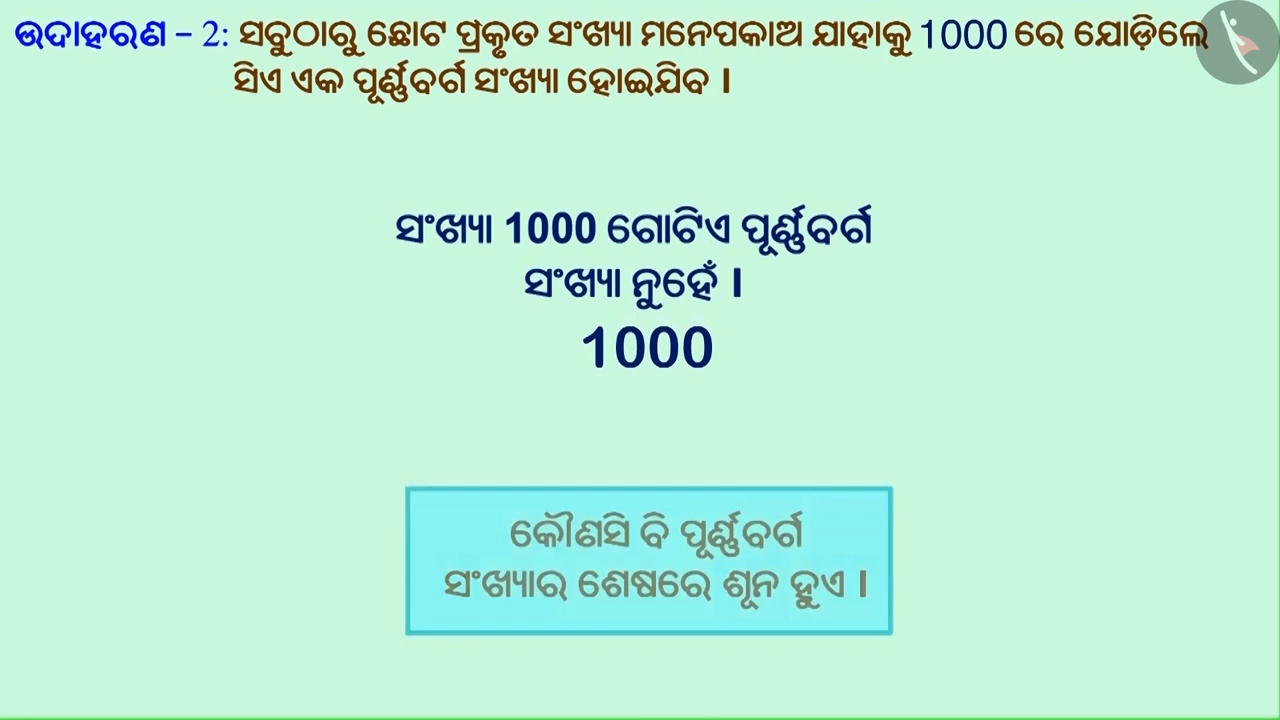 ଉଦାହରଣ – 2: ସବୁଠାରୁ ଛୋଟ ପ୍ରକୃତ ସଂଖ୍ୟା ମନେପକାଅ ଯାହାକୁ 1000 ରେ ଯୋଡ଼ିଲେ
ସିଏ ଏକ ପୂର୍ଣ୍ଣବର୍ଗ ସଂଖ୍ୟା ହୋଇଯିବ ।
ସଂଖ୍ୟା 1000 ଗୋଟିଏ ପୂର୍ଣ୍ଣବର୍ଗ
ସଂଖ୍ୟା ନୁହେଁ ।
1000
କୌଣସି ବି ପୂର୍ଣ୍ଣବର୍ଗ
ସଂଖ୍ୟାର ଶେଷରେ ଶୂନ ହୁଏ ।